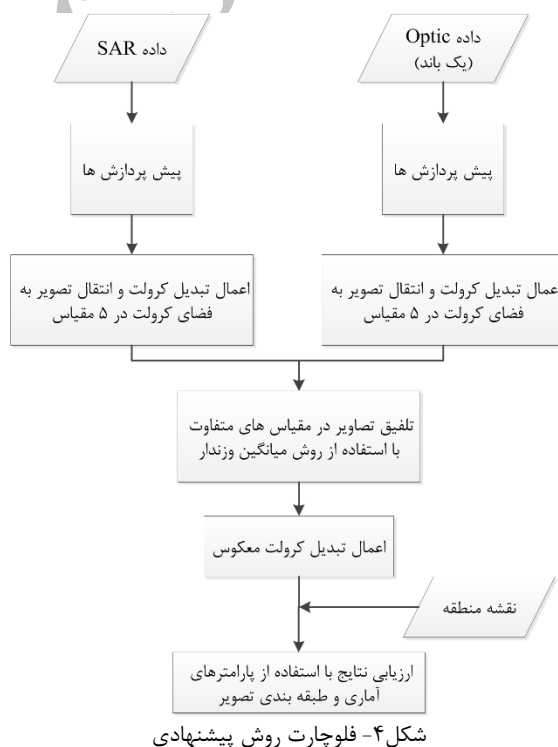 داده SAR
داده Optic
(یک باند)
پیش پردازش ها
پیش پردازش ها
اعمال تبدیل کرولت و انتقال تصویر به
فضای کرولت در ۵ مقیاس
عمال تبدیل کرولت و انتقال تصویر به
فضای کرولت در ۵ مقیاس
تلفیق تصاویر در مقیاس های متفاوت
با استفاده از روش میانگین وزندار
اعمال تبدیل کرولت معکوس
نقشه منطقه
ارزیابی نتایج با استفاده از پارامترهای
آماری و طبقه بندی تصویر
شکل۴- فلوچارت روش پیشنهادی